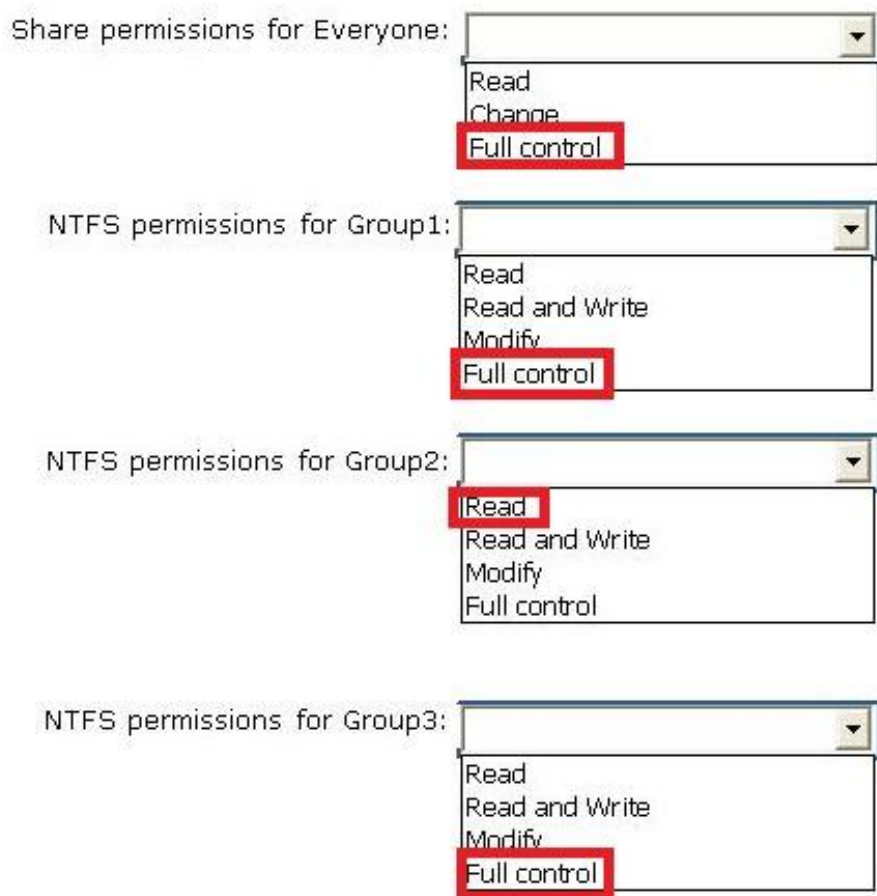 Share permissions for Everyone:
Read
Change
Full control
NTFS permissions for Group1:
Read
Read and Write
Modify
Full control
NTFS permissions for Group2:
Read
Read and Write
Modify
Full control
NTFS permissions for Group3:
Read
Read and Write
Modify
Full control